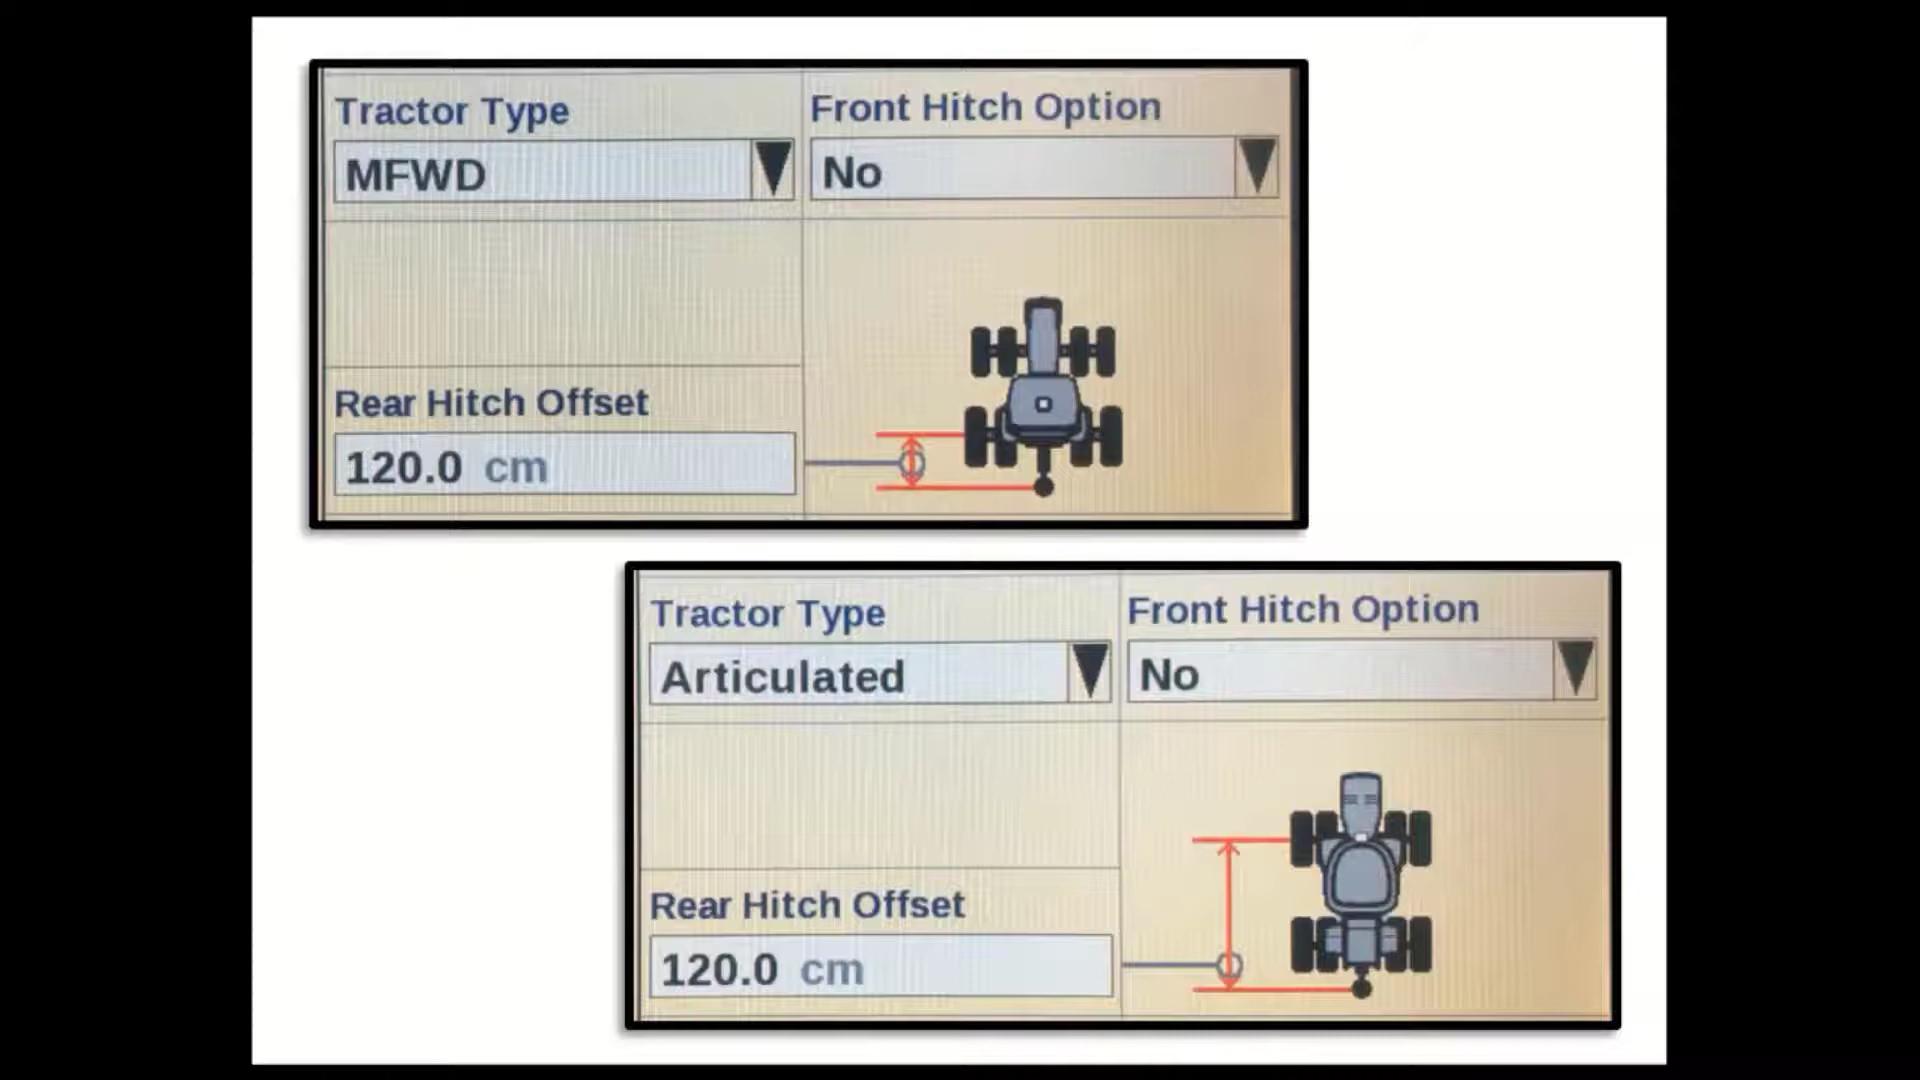 Tractor Type
Front Hitch Option
MFWD
No
Rear Hitch Offset
120.0 cm
Tractor Type
Front Hitch Option
Articulated
No
Rear Hitch Offset
120.0 cm